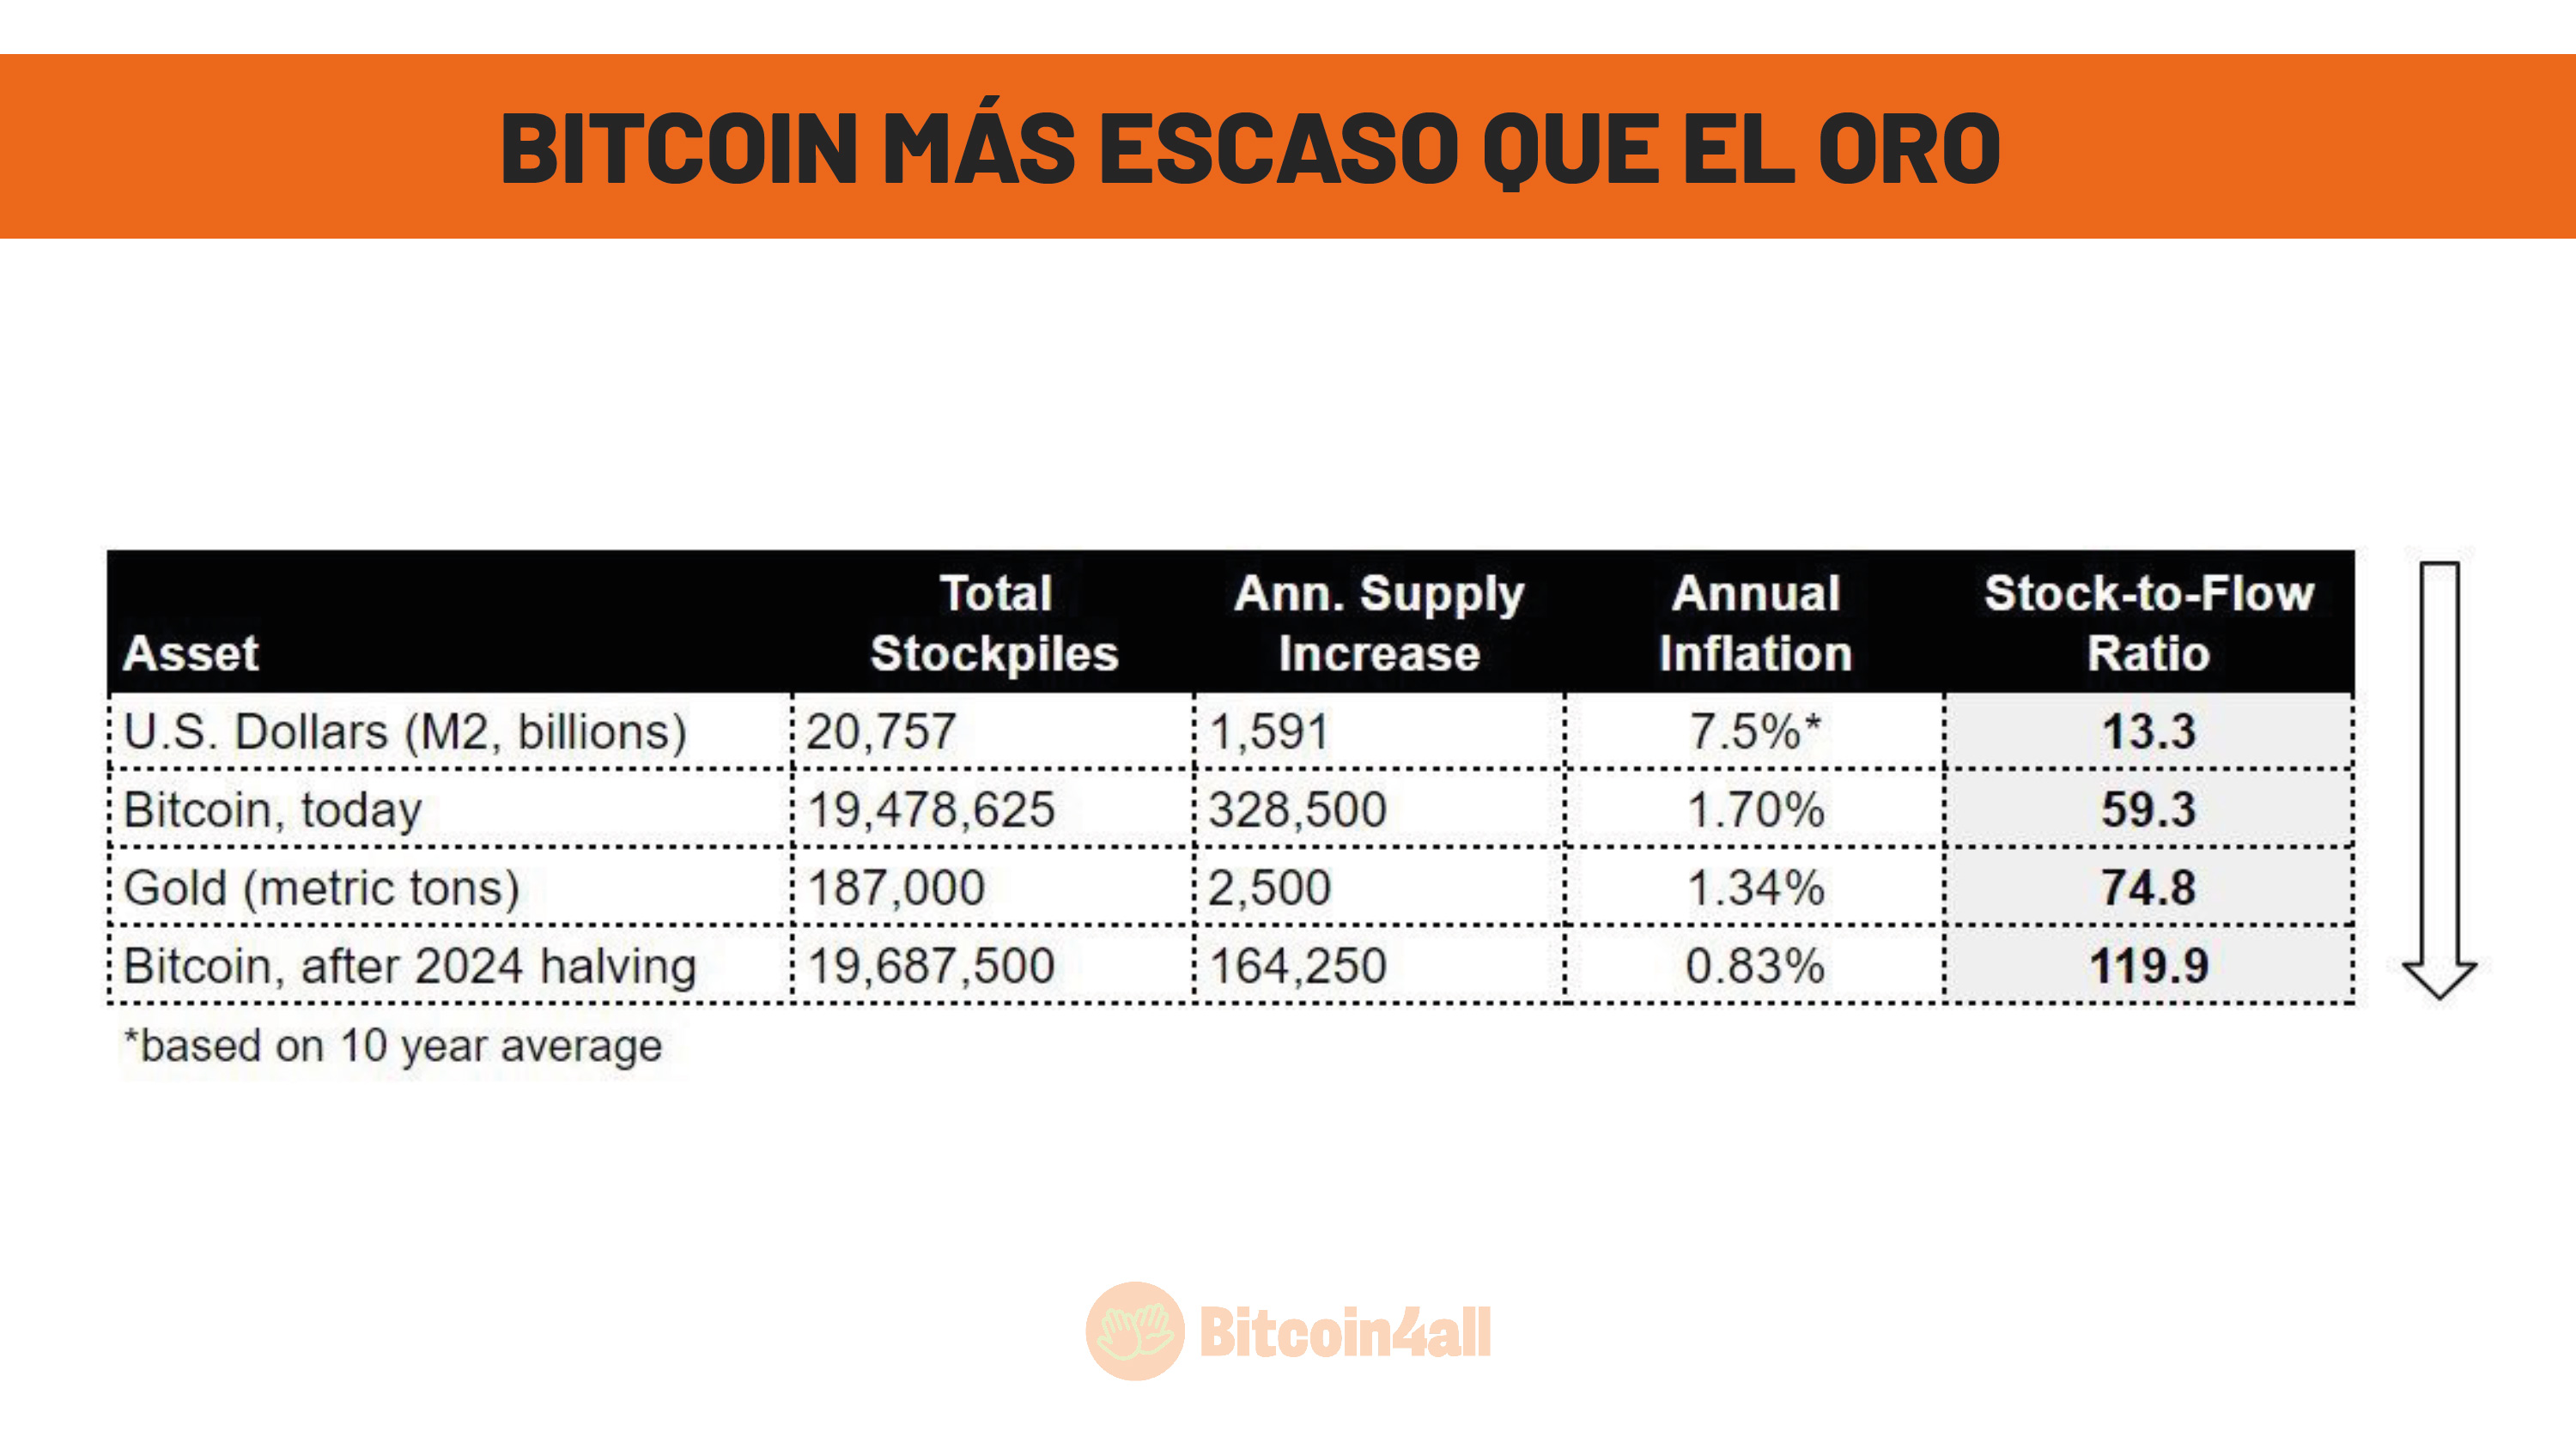 BITCOIN MÁS ESCASO QUE EL ORO
Asset Total Stockpiles Ann. Supply Increase Annual Inflation Stock-to-Flow Ratio
U.S. Dollars (M2, billions) 20,757 1,591 7.5%* 13.3
Bitcoin, today 19,478,625 328,500 1.70% 59.3
Gold (metric tons) 187,000 2,500 1.34% 74.8
Bitcoin, after 2024 halving 19,687,500 164,250 0.83% 119.9
*based on 10 year average
Bitcoin4all